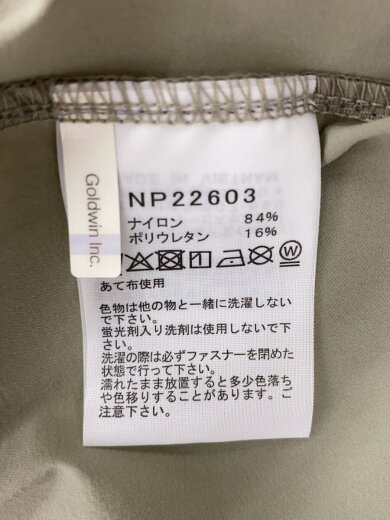 Goldwin Inc.
NP22603
ナイロン 84%
ポリウレタン 16%
あて布使用
色物は他の物と一緒に洗濯しない
で下さい。
蛍光剤入り洗剤は使用しないで下
さい。
洗濯の際は必ずファスナーを閉めた
状態で行って下さい。
濡れたまま放置すると多少色落ち
や色移りすることがあります。ご
注意下さい。